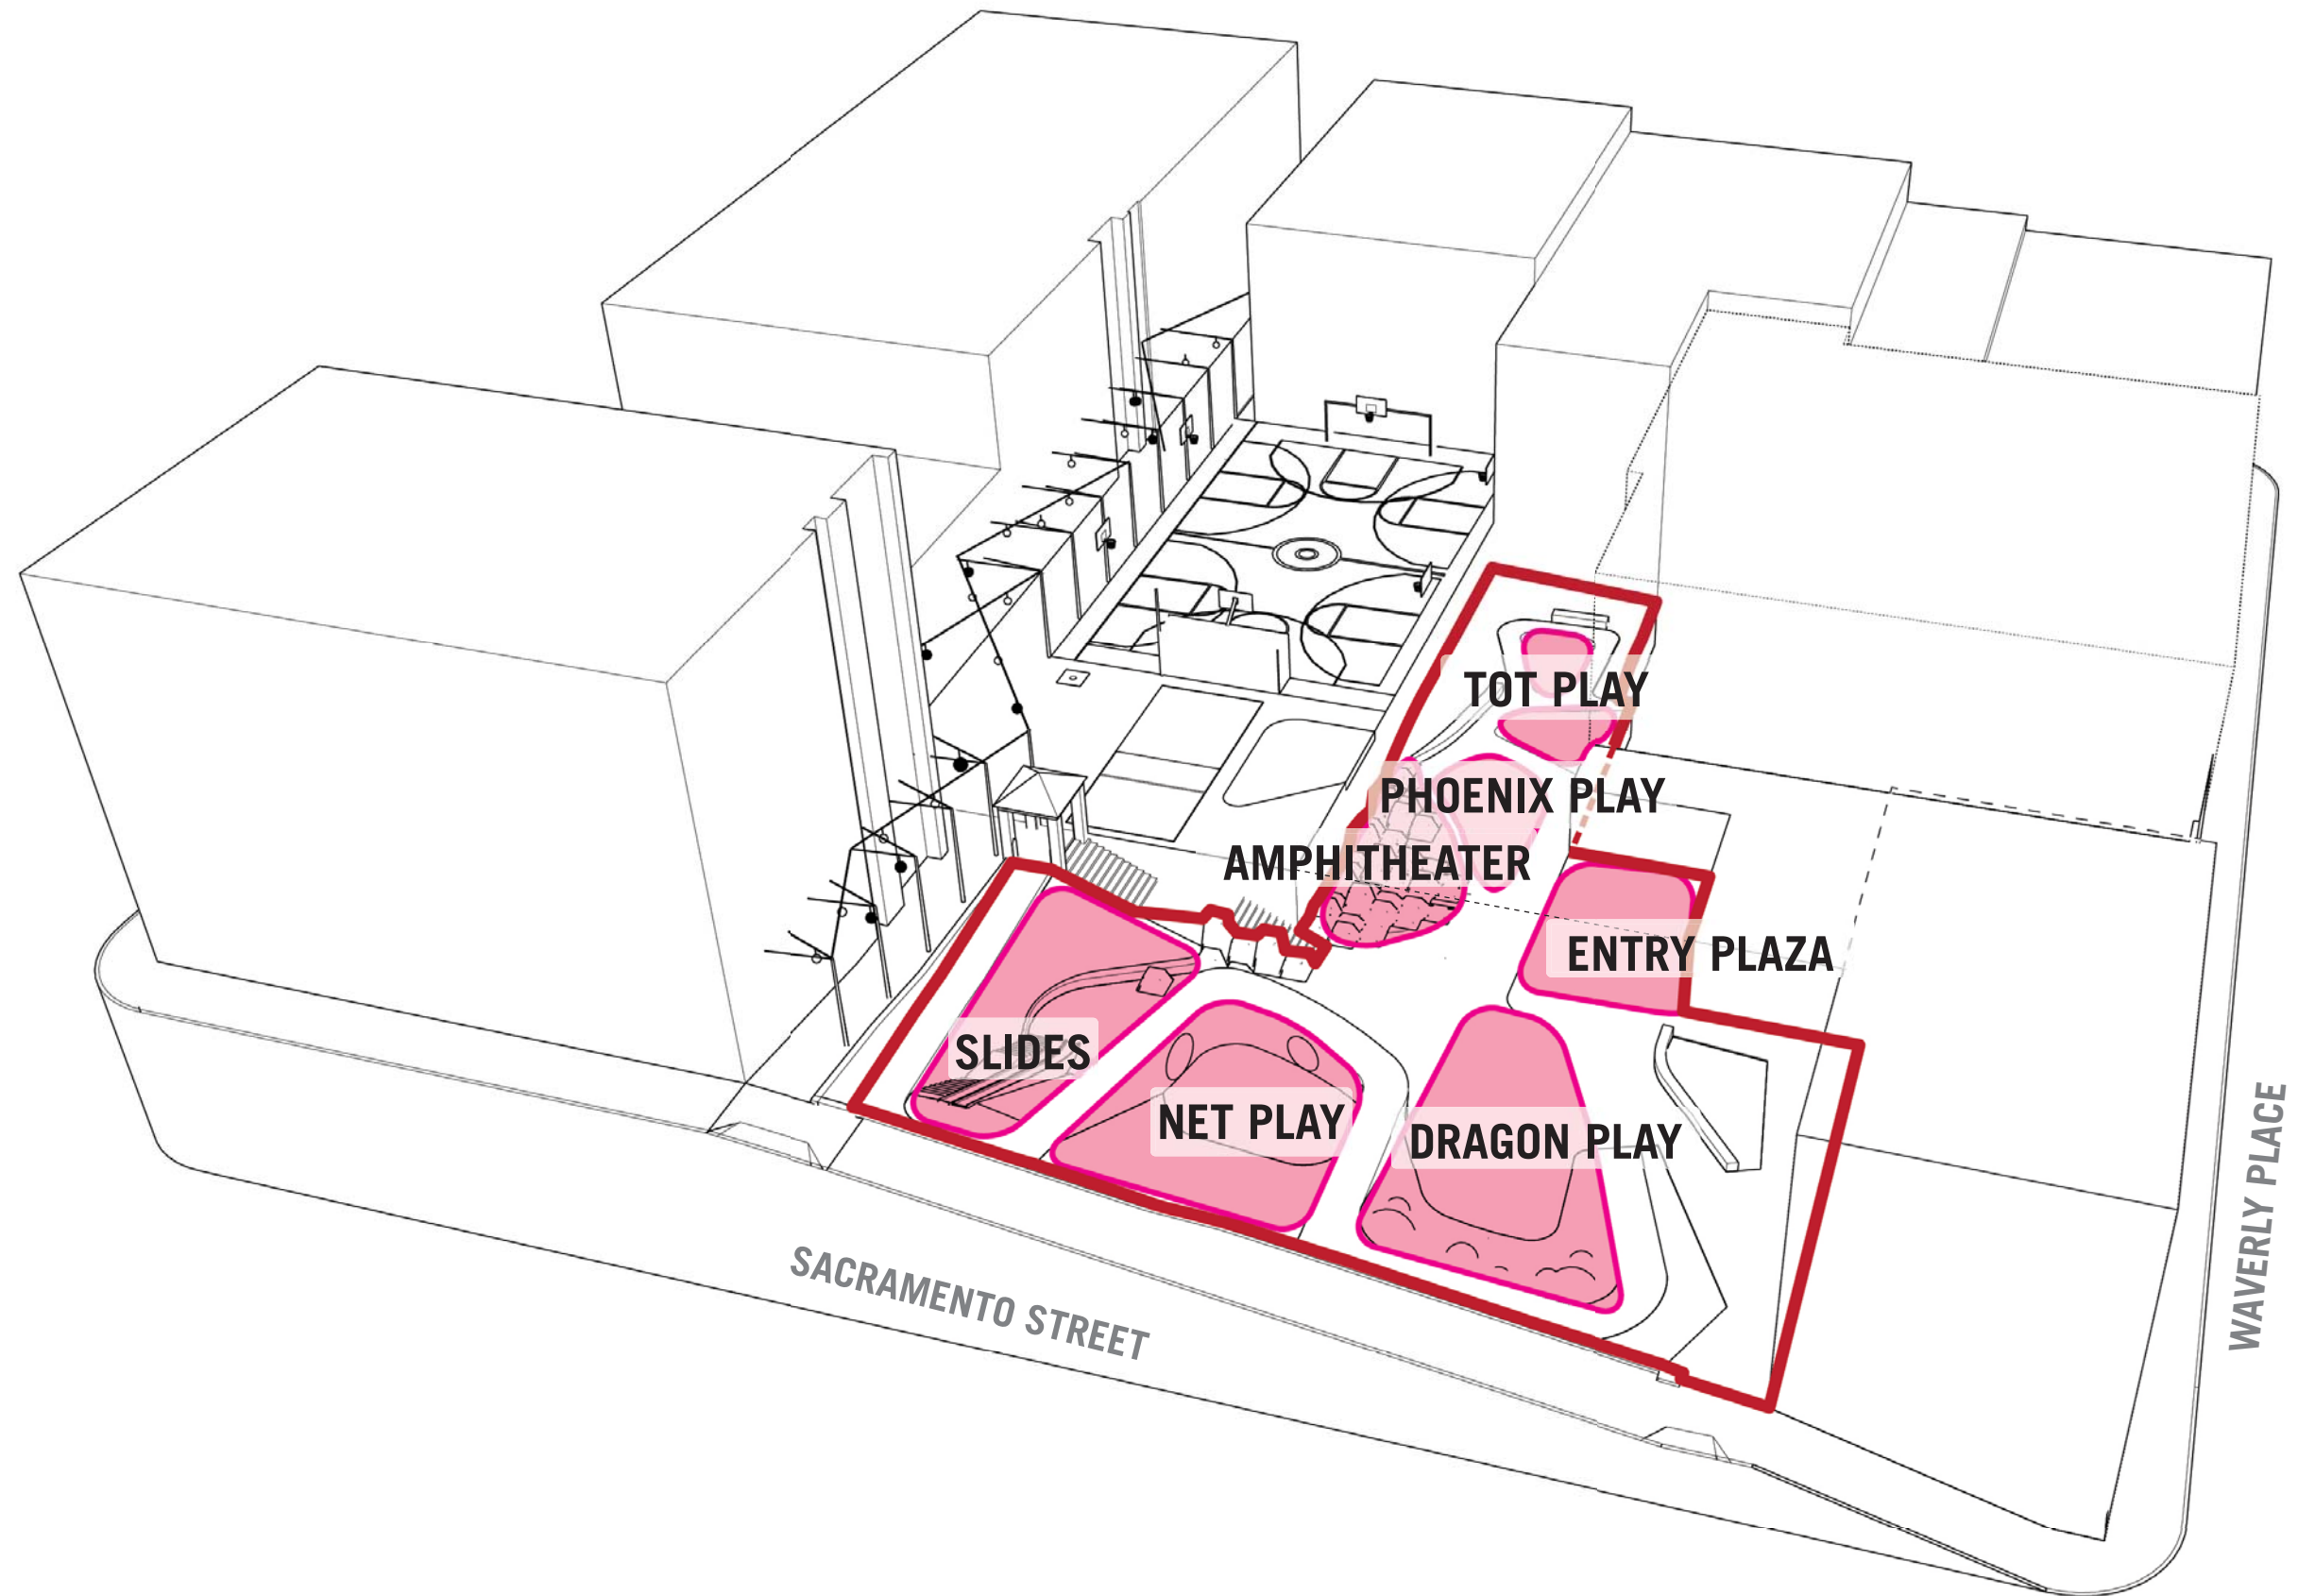 TOT PLAY
PHOENIX PLAY
AMPHITHEATER
ENTRY PLAZA
SLIDES
NET PLAY
DRAGON PLAY
SACRAMENTO STREET
WAVERLY PLACE